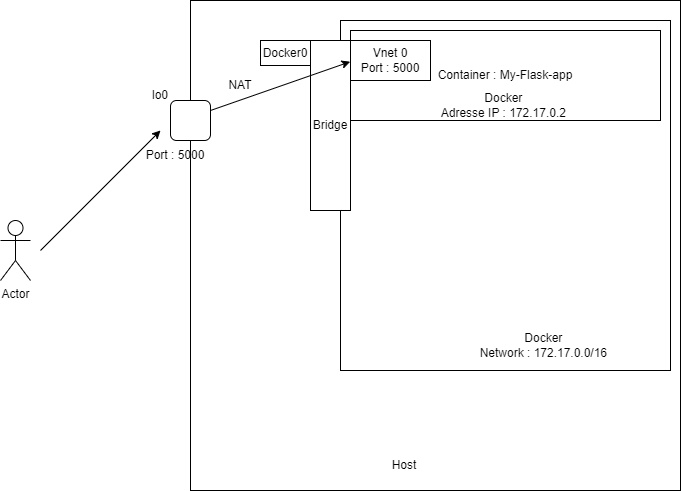 Docker0
Vnet 0
Port : 5000
Container : My-Flask-app
Docker
Adresse IP : 172.17.0.2
NAT
lo0
Bridge
Port : 5000
Actor
Docker
Network : 172.17.0.0/16
Host